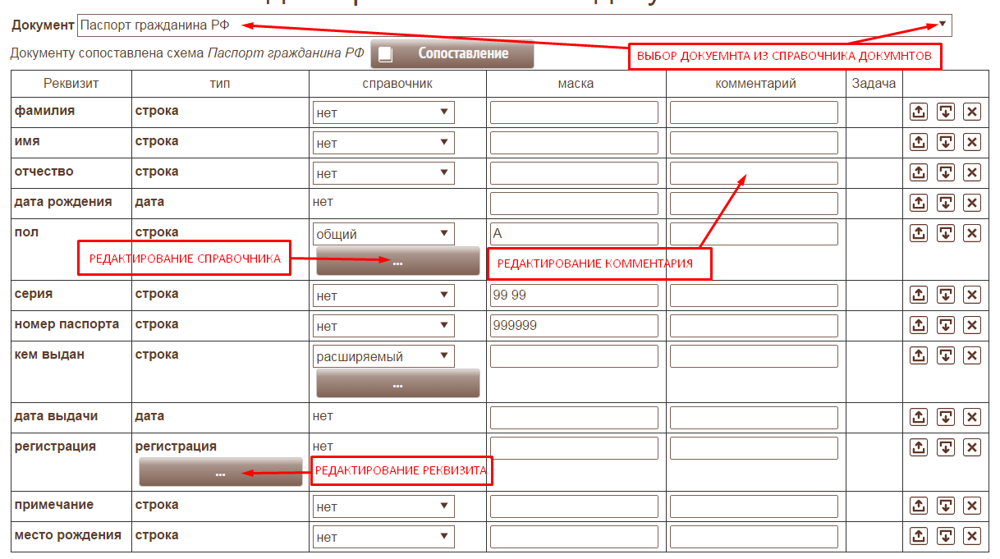 Документ Паспорт гражданина РФ
ВЫБОР ДОКУЕМНТА ИЗ СПРАВОЧНИКА ДОКУМНТОВ
Документу сопоставлена схема Паспорт гражданина РФ Сопоставление
Реквизит тип справочник маска комментарий Задача
фамилия строка нет
имя строка нет
отчество строка нет
дата рождения дата нет
пол строка общий A
РЕДАКТИРОВАНИЕ СПРАВОЧНИКА ... РЕДАКТИРОВАНИЕ КОММЕНТАРИЯ
серия строка нет 99 99
номер паспорта строка нет 999999
кем выдан строка расширяемый
...
дата выдачи дата нет
регистрация регистрация нет
... РЕДАКТИРОВАНИЕ РЕКВИЗИТА
примечание строка нет
место рождения строка нет